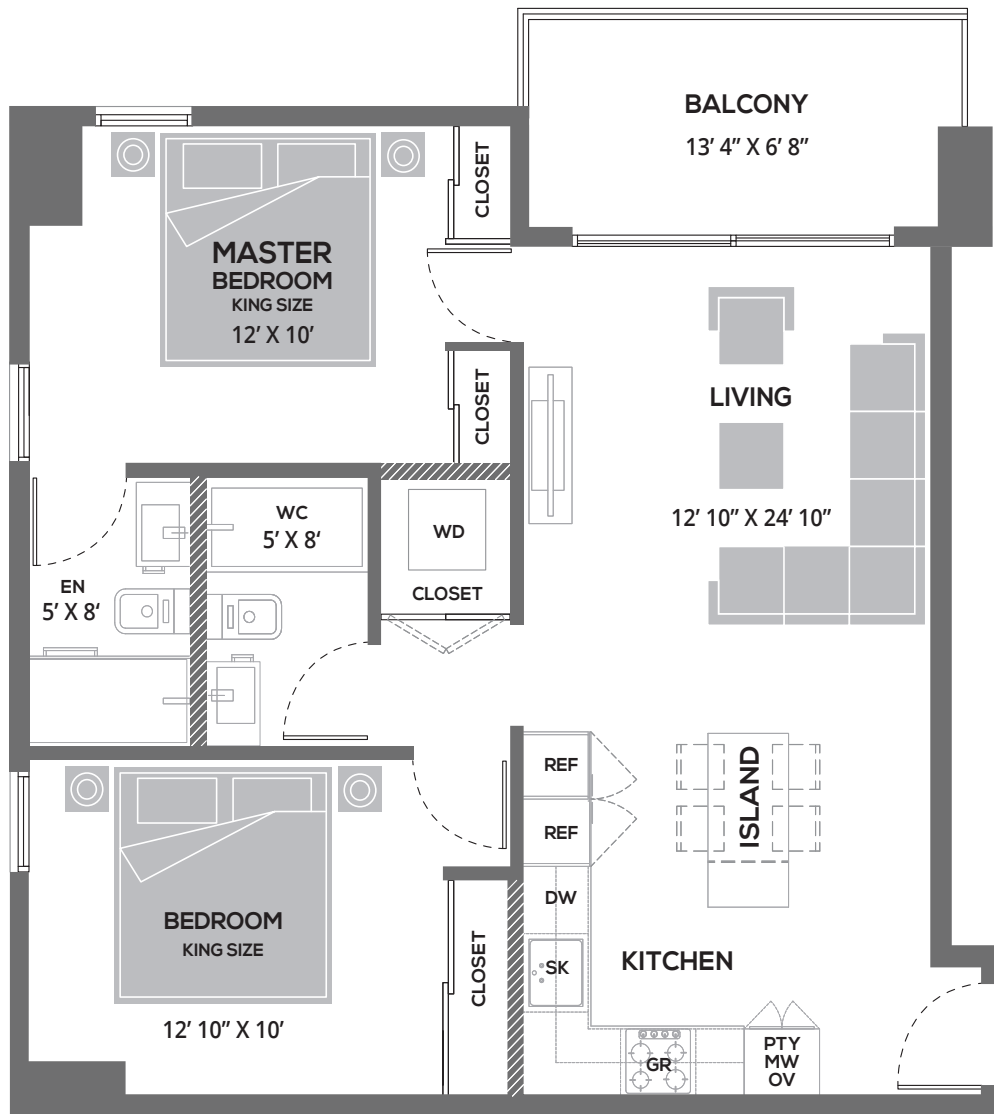 BALCONY
13’ 4” X 6’ 8”
CLOSET
MASTER
BEDROOM
KING SIZE
12’ X 10’
CLOSET
LIVING
12’ 10” X 24’ 10”
WC
5’ X 8‘
WD
CLOSET
EN
5’ X 8‘
REF
REF
ISLAND
DW
SK
KITCHEN
BEDROOM
KING SIZE
12’ 10” X 10’
CLOSET
GR
PTY
MW
OV